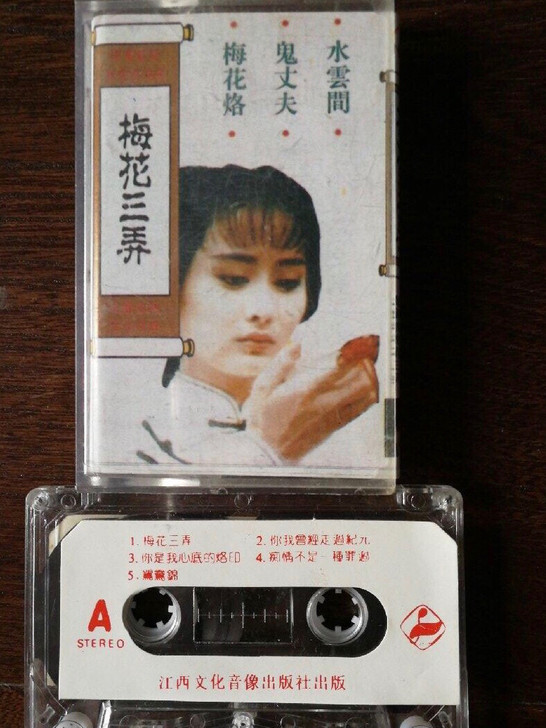 水雲間
鬼丈夫
梅花烙
梅花三弄
1. 梅花三弄
2. 你我曾經走過紀元
3. 你是我心底的烙印
4. 痴情不是一種罪過
5. 鴛鴦錦
A
STEREO
江西文化音像出版社出版